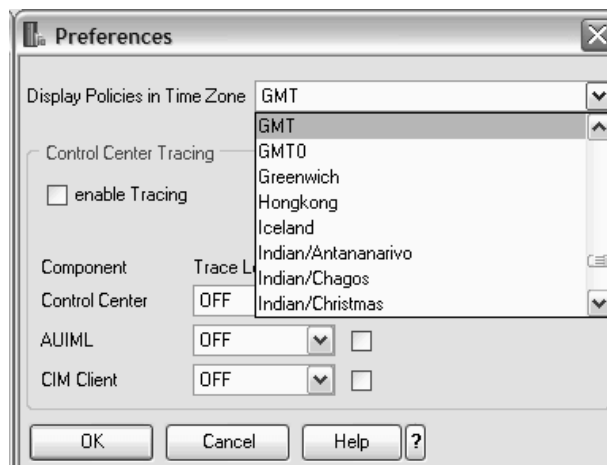 Preferences
Display Policies in Time Zone GMT
GMT
GMT0
Greenwich
Hongkong
Iceland
Indian/Antananarivo
Indian/Chagos
Indian/Christmas
Control Center Tracing
enable Tracing
Component Trace L
Control Center OFF
AUIML OFF
CIM Client OFF
OK Cancel Help ?